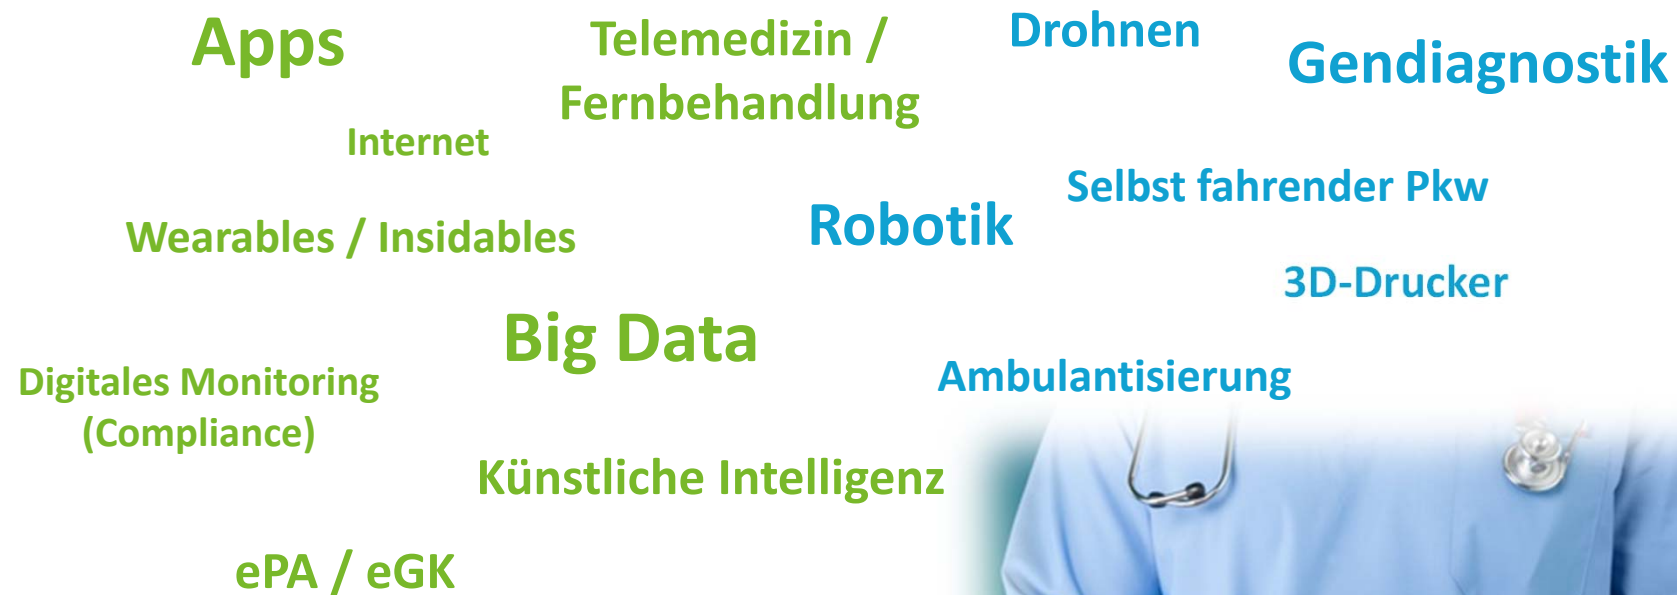 Apps
Telemedizin /
Fernbehandlung
Drohnen
Gendiagnostik
Internet
Selbst fahrender Pkw
Wearables / Insidables
Robotik
3D-Drucker
Big Data
Digitales Monitoring
(Compliance)
Ambulantisierung
Künstliche Intelligenz
ePA / eGK